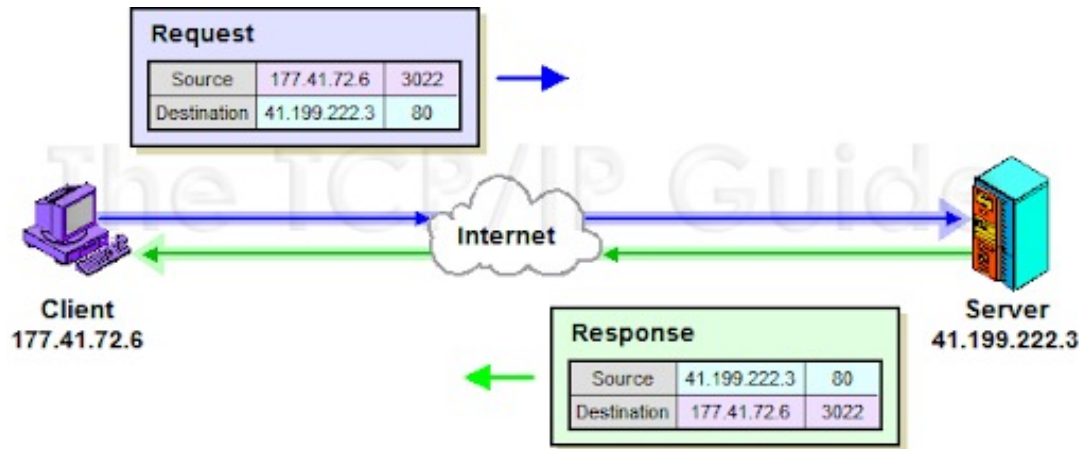 Request
Source 177.41.72.6 3022
Destination 41.199.222.3 80
The TCP/IP Guide
Internet
Client
177.41.72.6
Server
41.199.222.3
Response
Source 41.199.222.3 80
Destination 177.41.72.6 3022